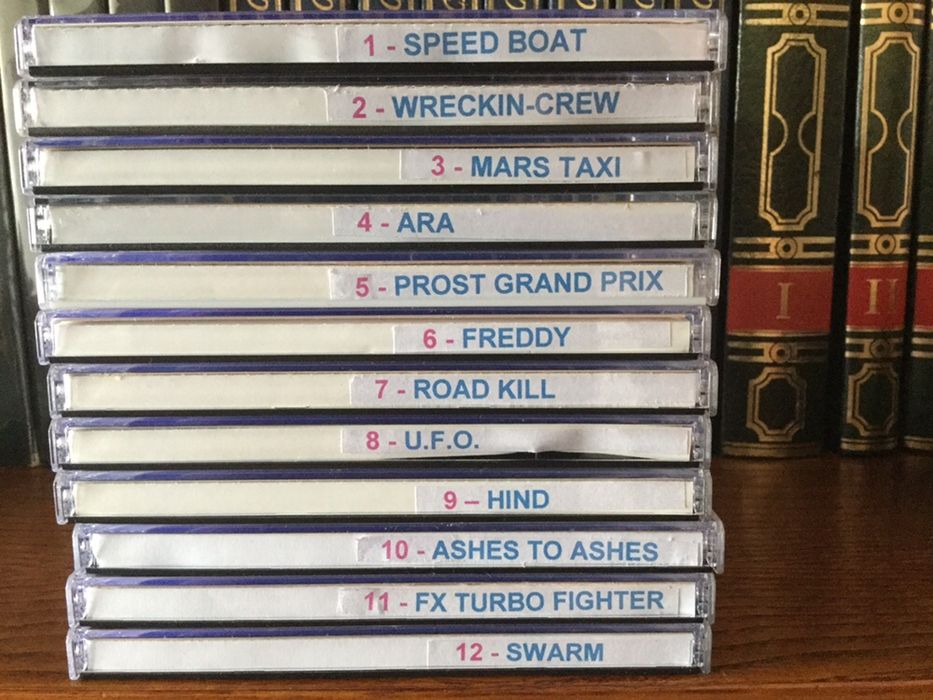 1 - SPEED BOAT
2 - WRECKIN-CREW
3 - MARS TAXI
4 - ARA
5 - PROST GRAND PRIX
6 - FREDDY
7 - ROAD KILL
8 - U.F.O.
9 – HIND
10 - ASHES TO ASHES
11 - FX TURBO FIGHTER
12 - SWARM
I
II